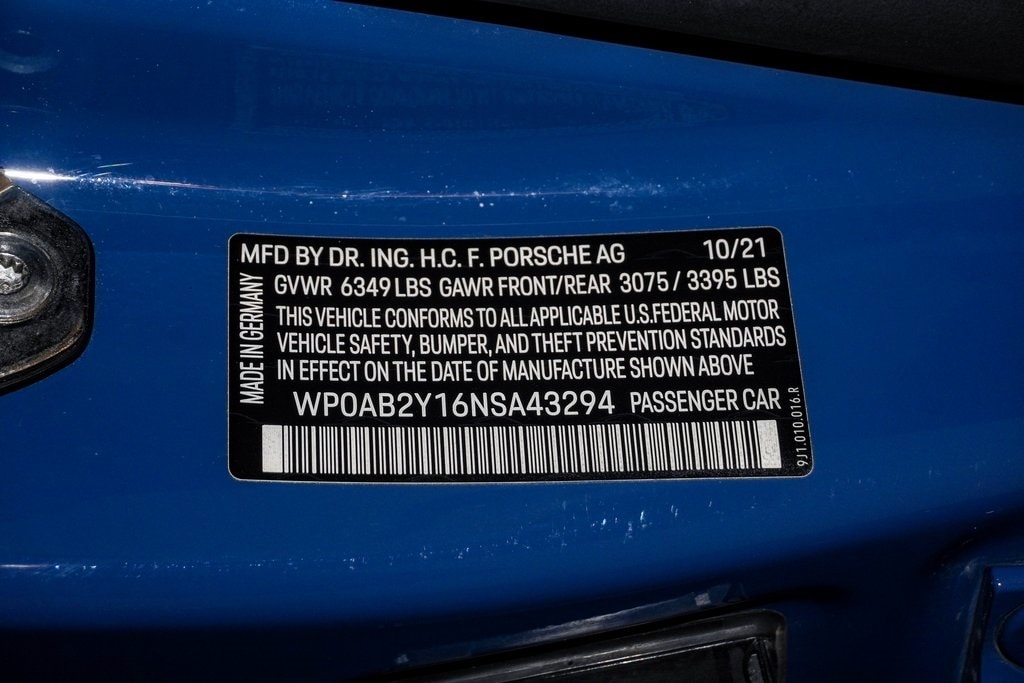 MFD BY DR. ING. H.C. F. PORSCHE AG 10/21
GVWR 6349 LBS GAWR FRONT/REAR 3075 / 3395 LBS
THIS VEHICLE CONFORMS TO ALL APPLICABLE U.S.FEDERAL MOTOR
VEHICLE SAFETY, BUMPER, AND THEFT PREVENTION STANDARDS
IN EFFECT ON THE DATE OF MANUFACTURE SHOWN ABOVE
WP0AB2Y16NSA43294 PASSENGER CAR
MADE IN GERMANY
9J1.010.016.R